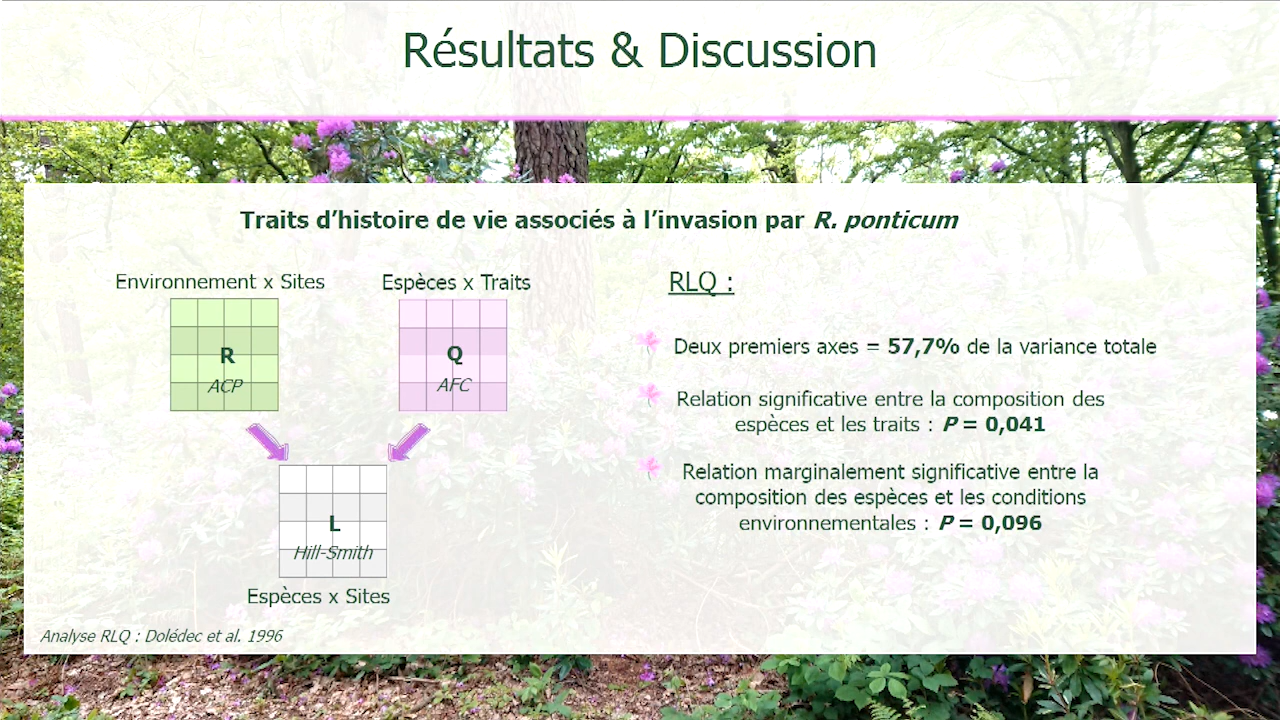 Résultats & Discussion
Traits d’histoire de vie associés à l’invasion par R. ponticum
Environnement x Sites
R
ACP
Espèces x Traits
Q
AFC
L
Hill-Smith
Espèces x Sites
Analyse RLQ : Dolédec et al. 1996
RLQ :
Deux premiers axes = 57,7% de la variance totale
Relation significative entre la composition des
espèces et les traits : P = 0,041
Relation marginalement significative entre la
composition des espèces et les conditions
environnementales : P = 0,096